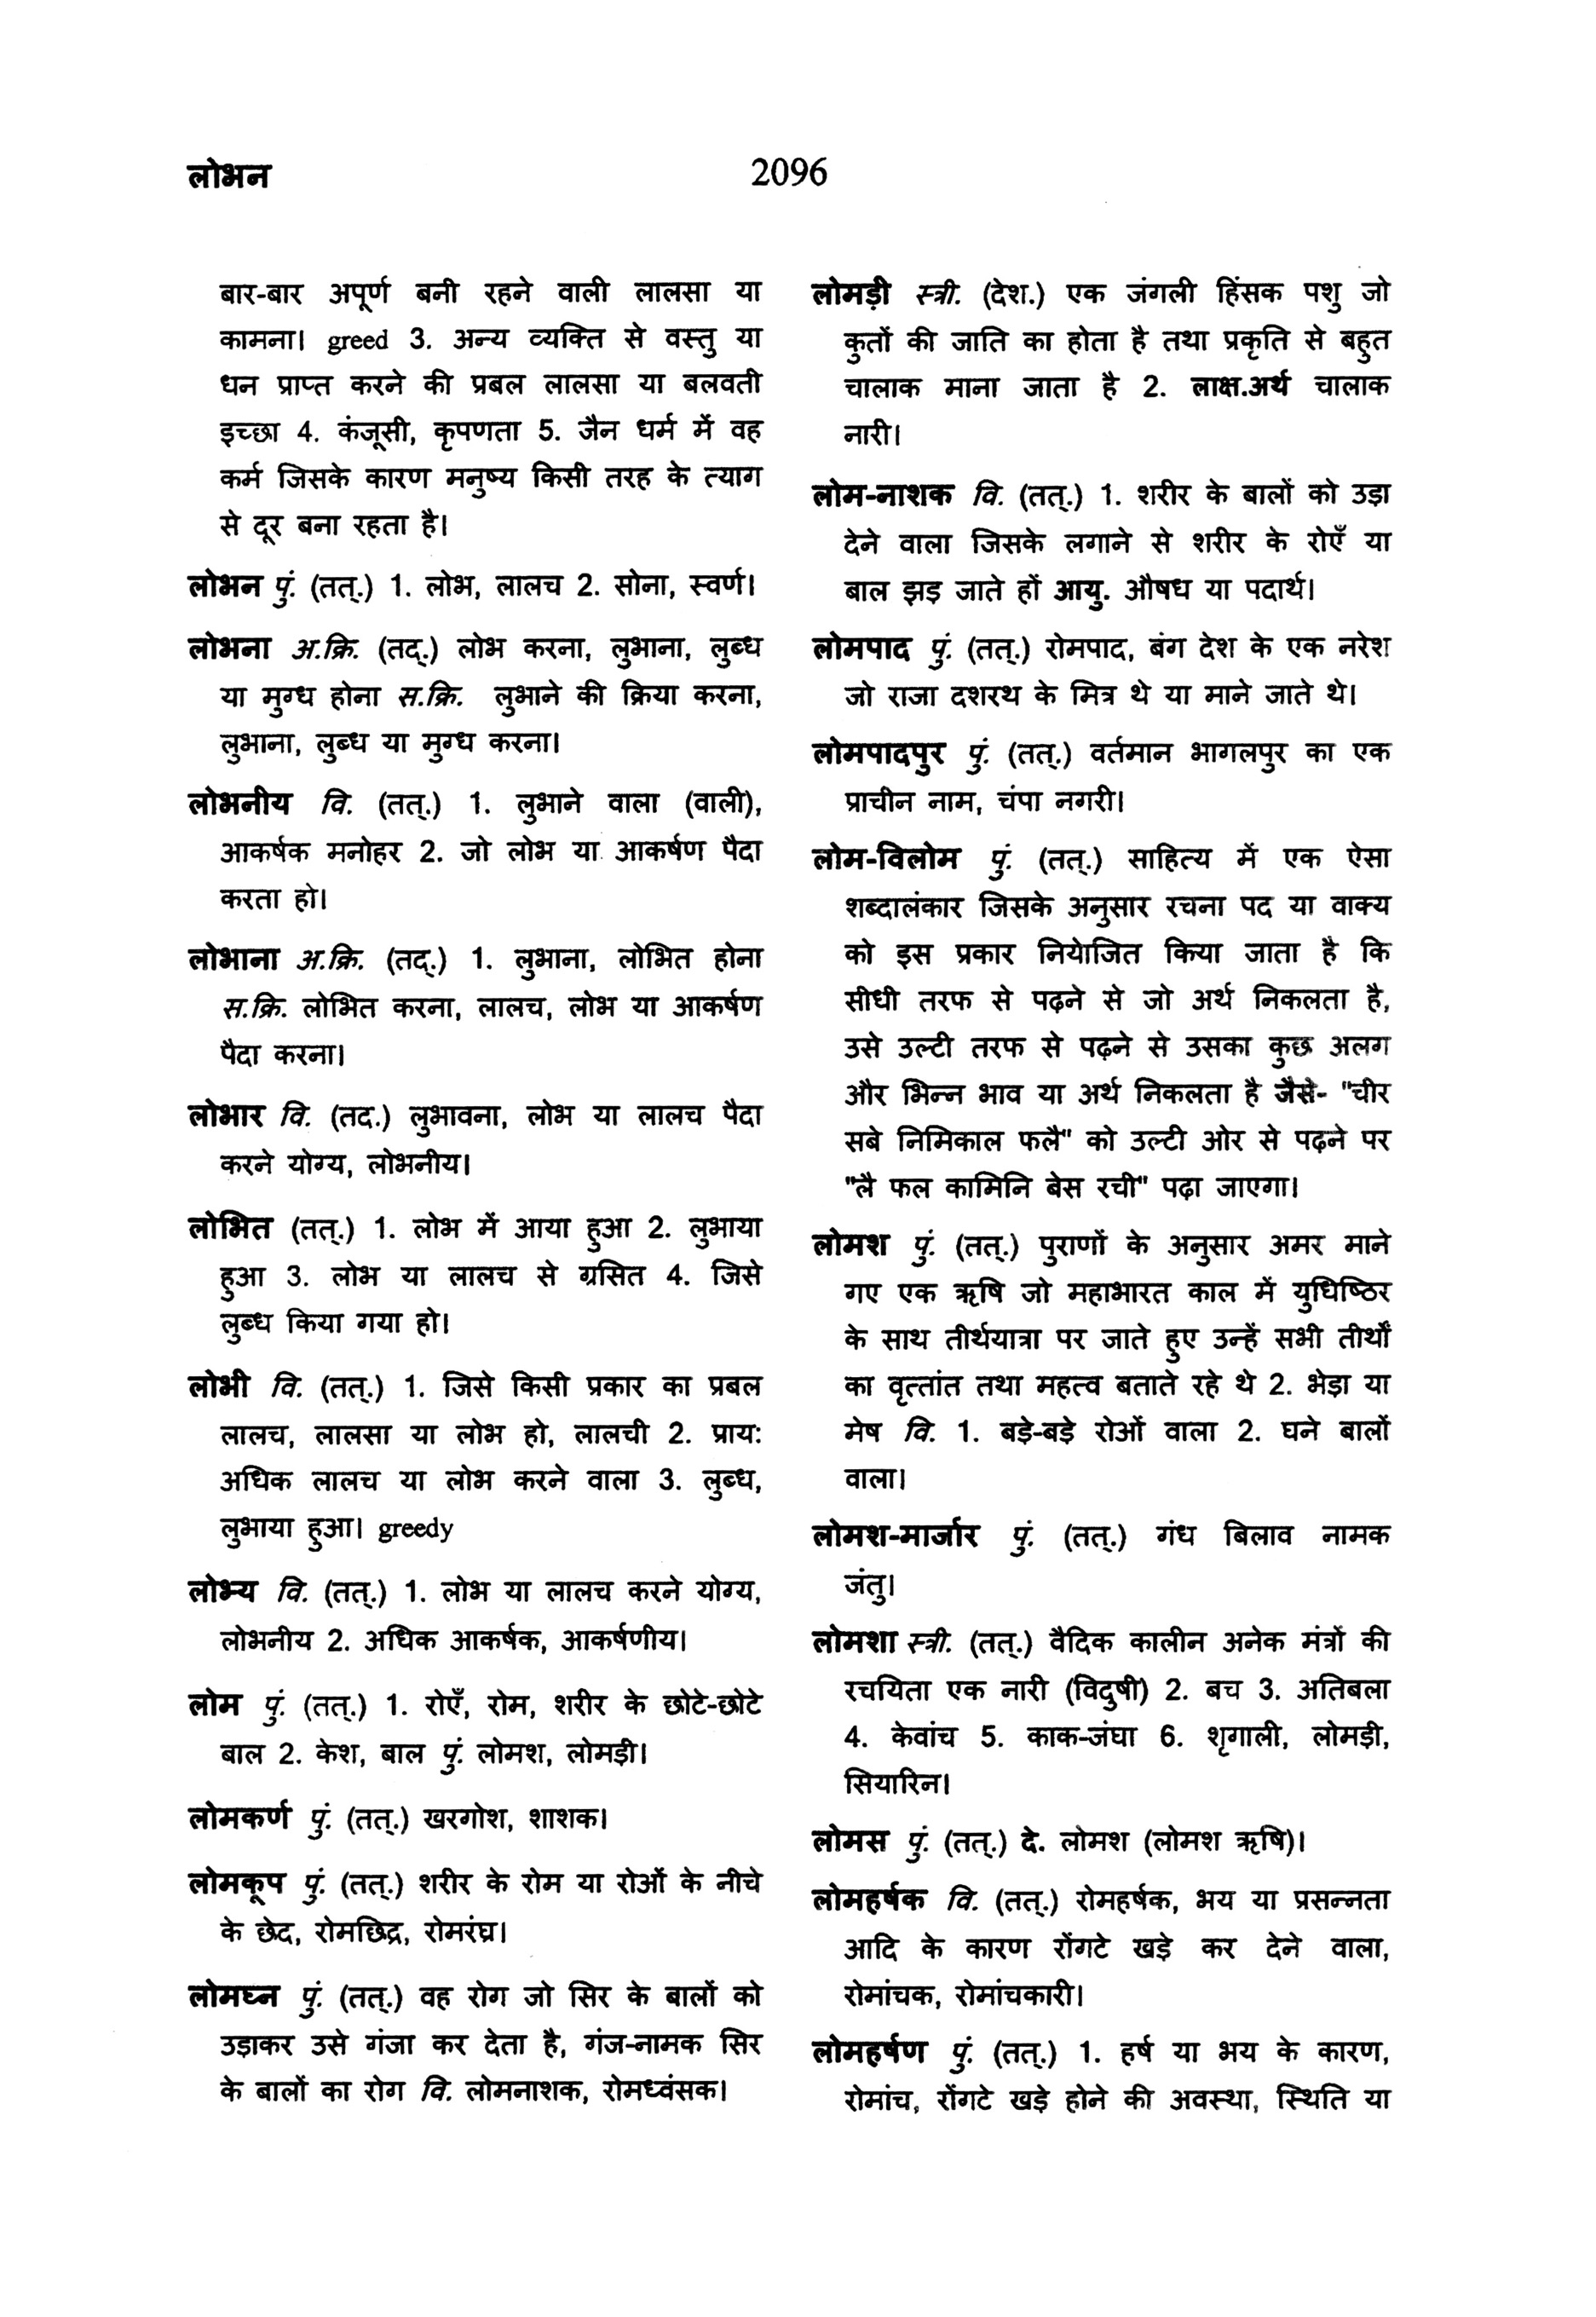 लोभन
2096
बार-बार अपूर्ण बनी रहने वाली लालसा या
कामना। greed 3. अन्य व्यक्ति से वस्तु या
धन प्राप्त करने की प्रबल लालसा या बलवती
इच्छा 4. कंजूसी, कृपणता 5. जैन धर्म में वह
कर्म जिसके कारण मनुष्य किसी तरह के त्याग
से दूर बना रहता है।
लोभन पुं. (तत्.) 1. लोभ, लालच 2. सोना, स्वर्ण।
लोभना अ.क्रि. (तद्.) लोभ करना, लुभाना, लुब्ध
या मुग्ध होना स.क्रि. लुभाने की क्रिया करना,
लुभाना, लुब्ध या मुग्ध करना।
लोभनीय वि. (तत्.) 1. लुभाने वाला (वाली),
आकर्षक मनोहर 2. जो लोभ या आकर्षण पैदा
करता हो।
लोभाना अ.क्रि. (तद्.) 1. लुभाना, लोभित होना
स.क्रि. लोभित करना, लालच, लोभ या आकर्षण
पैदा करना।
लोभार वि. (तद.) लुभावना, लोभ या लालच पैदा
करने योग्य, लोभनीय।
लोभित (तत्.) 1. लोभ में आया हुआ 2. लुभाया
हुआ 3. लोभ या लालच से ग्रसित 4. जिसे
लुब्ध किया गया हो।
लोभी वि. (तत्.) 1. जिसे किसी प्रकार का प्रबल
लालच, लालसा या लोभ हो, लालची 2. प्राय:
अधिक लालच या लोभ करने वाला 3. लुब्ध,
लुभाया हुआ। greedy
लोभ्य वि. (तत्.) 1. लोभ या लालच करने योग्य,
लोभनीय 2. अधिक आकर्षक, आकर्षणीय।
लोम पुं. (तत्.) 1. रोएँ, रोम, शरीर के छोटे-छोटे
बाल 2. केश, बाल पुं. लोमश, लोमड़ी।
लोमकर्ण पुं. (तत्.) खरगोश, शाशक।
लोमकूप पुं. (तत्.) शरीर के रोम या रोओं के नीचे
के छेद, रोमछिद्र, रोमरंघ्र।
लोमघ्न पुं. (तत्.) वह रोग जो सिर के बालों को
उड़ाकर उसे गंजा कर देता है, गंज-नामक सिर
के बालों का रोग वि. लोमनाशक, रोमध्वंसक।
लोमड़ी स्त्री. (देश.) एक जंगली हिंसक पशु जो
कुतों की जाति का होता है तथा प्रकृति से बहुत
चालाक माना जाता है 2. लाक्ष.अर्थ चालाक
नारी।
लोम-नाशक वि. (तत्.) 1. शरीर के बालों को उड़ा
देने वाला जिसके लगाने से शरीर के रोएँ या
बाल झड़ जाते हों आयु. औषध या पदार्थ।
लोमपाद पुं. (तत्.) रोमपाद, बंग देश के एक नरेश
जो राजा दशरथ के मित्र थे या माने जाते थे।
लोमपादपुर पुं. (तत्.) वर्तमान भागलपुर का एक
प्राचीन नाम, चंपा नगरी।
लोम-विलोम पुं. (तत्.) साहित्य में एक ऐसा
शब्दालंकार जिसके अनुसार रचना पद या वाक्य
को इस प्रकार नियोजित किया जाता है कि
सीधी तरफ से पढ़ने से जो अर्थ निकलता है,
उसे उल्टी तरफ से पढ़ने से उसका कुछ अलग
और भिन्न भाव या अर्थ निकलता है जैसे- "चीर
सबे निमिकाल फलै" को उल्टी ओर से पढ़ने पर
"लै फल कामिनि बेस रची" पढ़ा जाएगा।
लोमश पुं. (तत्.) पुराणों के अनुसार अमर माने
गए एक ऋषि जो महाभारत काल में युधिष्ठिर
के साथ तीर्थयात्रा पर जाते हुए उन्हें सभी तीर्थों
का वृत्तांत तथा महत्व बताते रहे थे 2. भेड़ा या
मेष वि. 1. बड़े-बड़े रोओं वाला 2. घने बालों
वाला।
लोमश-मार्जार पुं. (तत्.) गंध बिलाव नामक
जंतु।
लोमशा स्त्री. (तत्.) वैदिक कालीन अनेक मंत्रों की
रचयिता एक नारी (विदुषी) 2. बच 3. अतिबला
4. केवांच 5. काक-जंघा 6. शृगाली, लोमड़ी,
सियारिन।
लोमस पुं. (तत्.) दे. लोमश (लोमश ऋषि)।
लोमहर्षक वि. (तत्.) रोमहर्षक, भय या प्रसन्नता
आदि के कारण रोंगटे खड़े कर देने वाला,
रोमांचक, रोमांचकारी।
लोमहर्षण पुं. (तत्.) 1. हर्ष या भय के कारण,
रोमांच, रोंगटे खड़े होने की अवस्था, स्थिति या